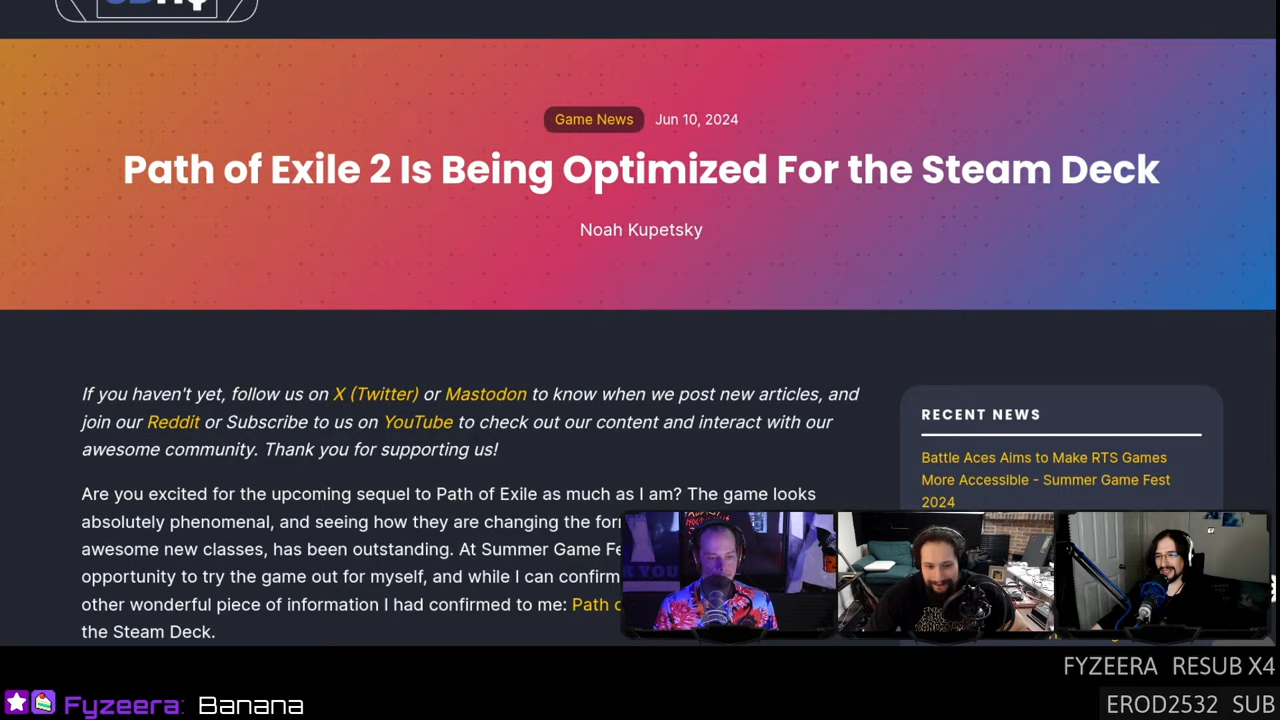 Game News Jun 10, 2024
Path of Exile 2 Is Being Optimized For the Steam Deck
Noah Kupetsky
If you haven't yet, follow us on X (Twitter) or Mastodon to know when we post new articles, and
join our Reddit or Subscribe to us on YouTube to check out our content and interact with our
awesome community. Thank you for supporting us!
Are you excited for the upcoming sequel to Path of Exile as much as I am? The game looks
absolutely phenomenal, and seeing how they are changing the
awesome new classes, has been outstanding. At Summer Game
opportunity to try the game out for myself, and while I can confirm
other wonderful piece of information I had confirmed to me: Path
the Steam Deck.
RECENT NEWS
Battle Aces Aims to Make RTS Games
More Accessible - Summer Game Fest
2024
FYZEERA RESUB X4
EROD2532 SUB
Fyzeera: Banana